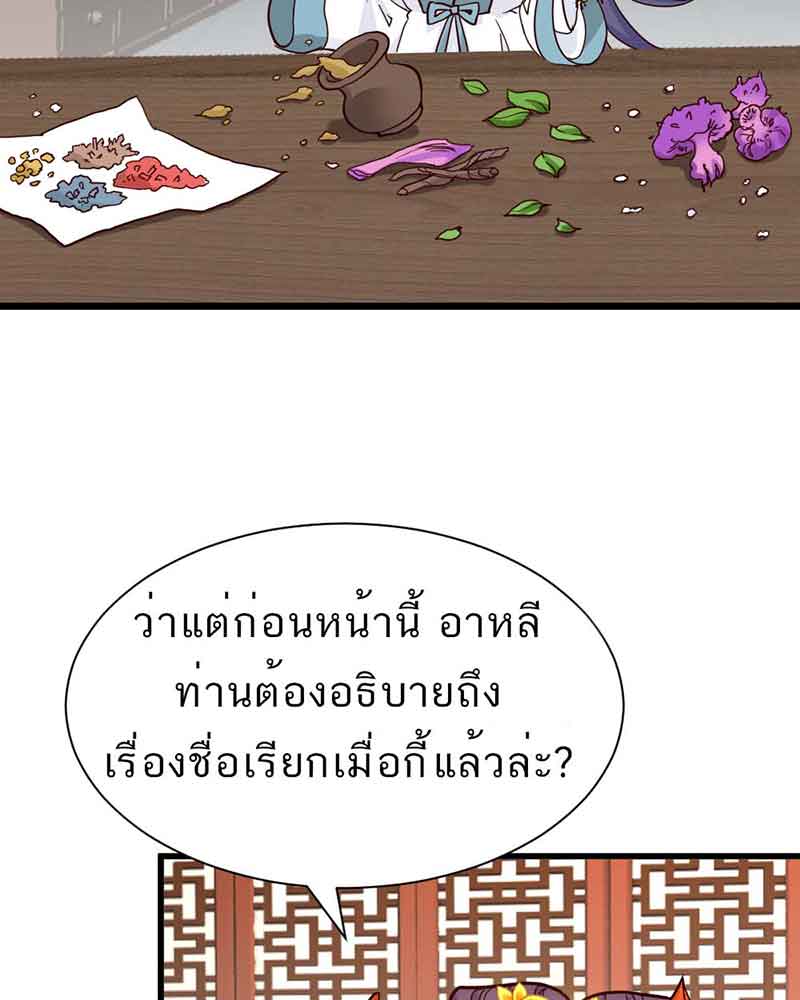 ว่าแต่ก่อนหน้านี้ อาหลี
ท่านต้องอธิบายถึง
เรื่องชื่อเรียกเมื่อกี้แล้วล่ะ?